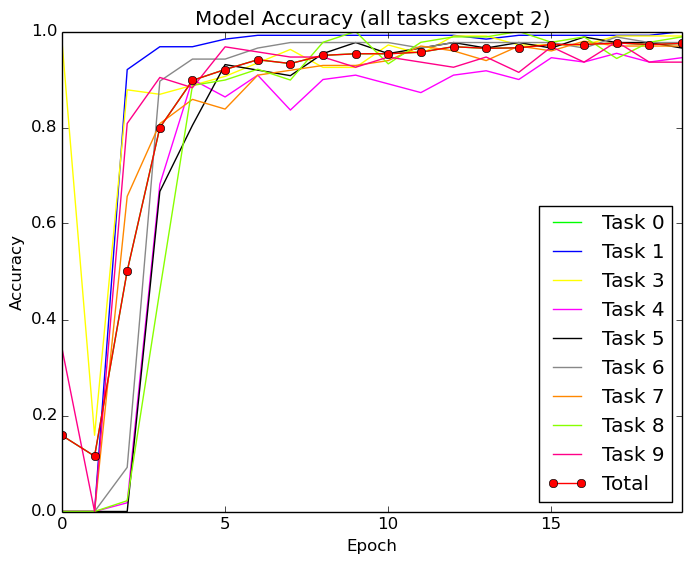 Model Accuracy (all tasks except 2)
1.0
0.8
0.6
0.4
0.2
0.0
Accuracy
0
5
10
15
Epoch
Task 0
Task 1
Task 3
Task 4
Task 5
Task 6
Task 7
Task 8
Task 9
Total